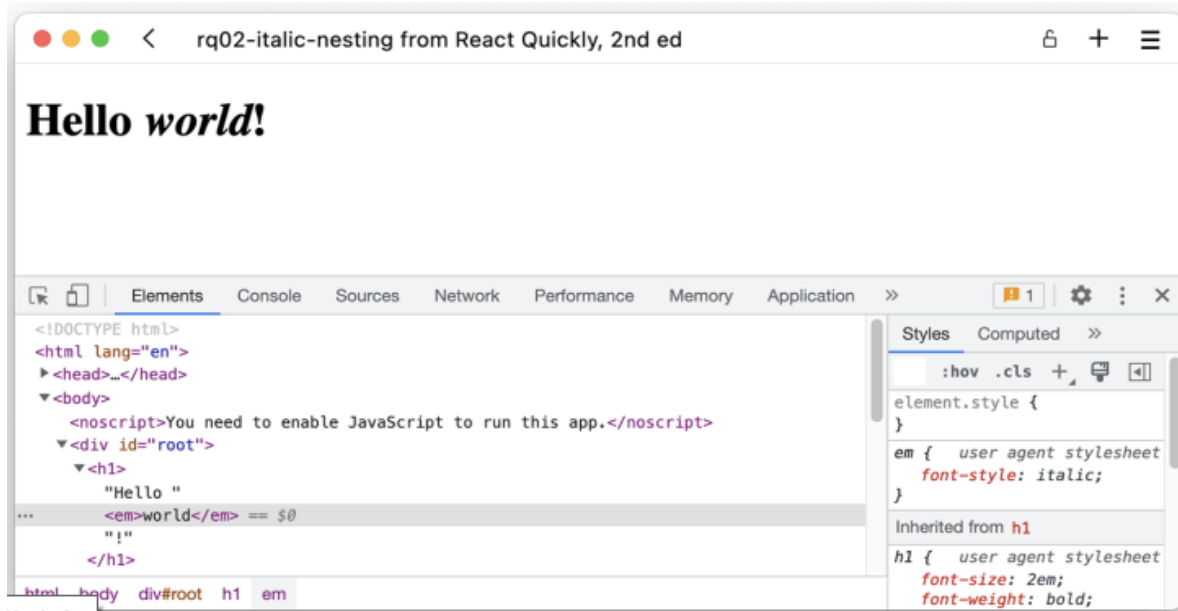 rq02-italic-nesting from React Quickly, 2nd ed
Hello world!
Elements Console Sources Network Performance Memory Application » 1
<!DOCTYPE html>
<html lang="en">
▶<head>…</head>
▼<body>
<noscript>You need to enable JavaScript to run this app.</noscript>
▼<div id="root">
▼<h1>
"Hello "
... <em>world</em> == $0
"!"
</h1>
html body div#root h1 em
Styles Computed »
:hov .cls +
element.style {
}
em { user agent stylesheet
font-style: italic;
}
Inherited from h1
h1 { user agent stylesheet
font-size: 2em;
font-weight: bold;